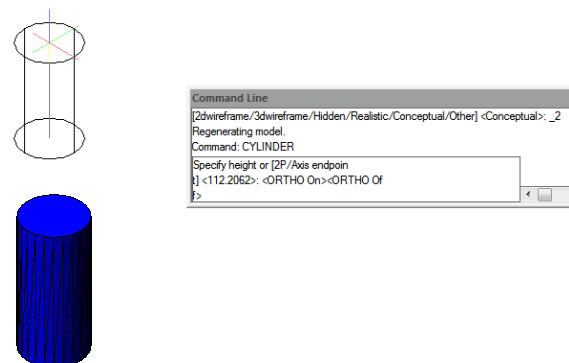 Command Line
[2dwireframe/3dwireframe/Hidden/Realistic/Conceptual/Other] <Conceptual>: _2
Regenerating model.
Command: CYLINDER
Specify height or [2P/Axis endpoin
t] <112.2062>: <ORTHO On><ORTHO Of
f>